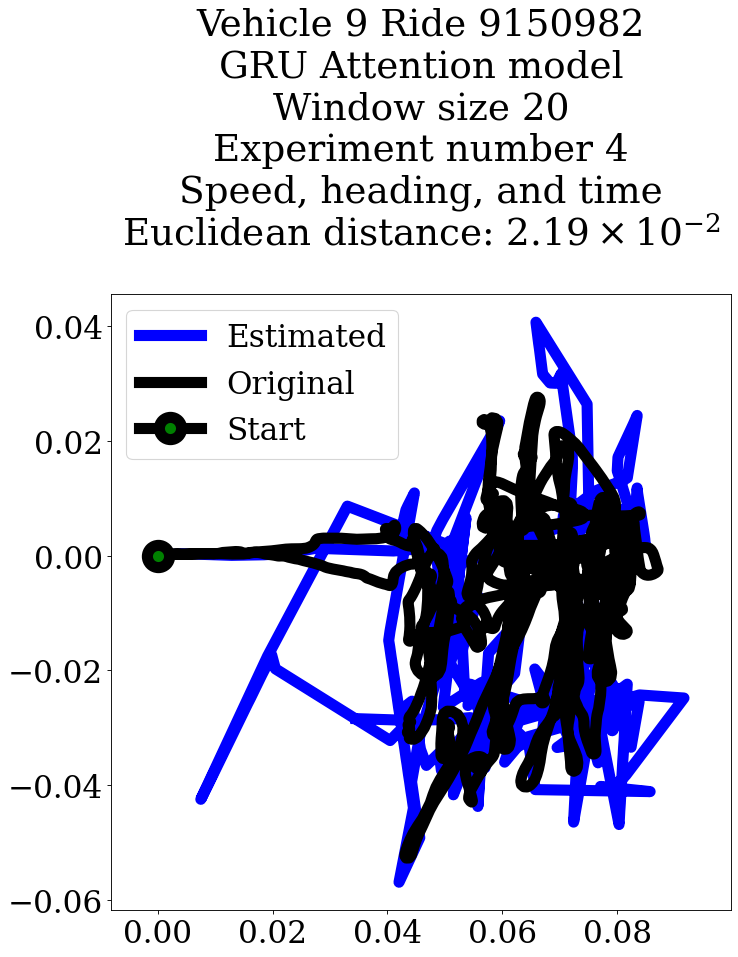 Vehicle 9 Ride 9150982
GRU Attention model
Window size 20
Experiment number 4
Speed, heading, and time
Euclidean distance: 2.19 × 10⁻²
Estimated
Original
Start
0.04
0.02
0.00
−0.02
−0.04
−0.06
0.00 0.02 0.04 0.06 0.08